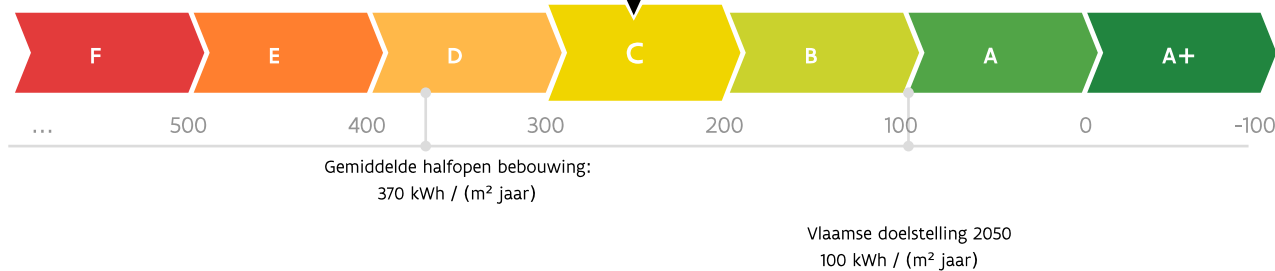 F E D C B A A+
... 500 400 300 200 100 0 -100
Gemiddelde halfopen bebouwing:
370 kWh / (m² jaar)
Vlaamse doelstelling 2050
100 kWh / (m² jaar)